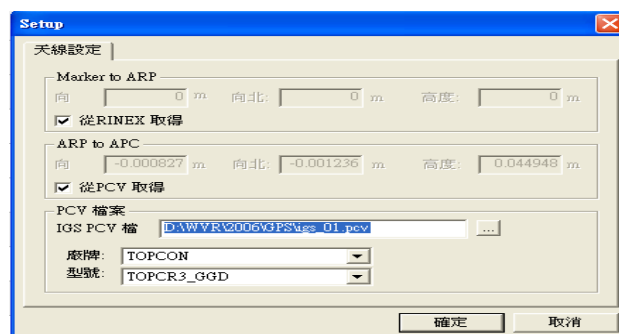 Setup
天線設定
Marker to ARP
向 0 m 向北: 0 m 高度: 0 m
從RINEX 取得
ARP to APC
向 -0.000827 m 向北: -0.001236 m 高度: 0.044948 m
從PCV 取得
PCV 檔案
IGS PCV 檔 D:\WVR\2006\GPS\igs_01.pcv ...
廠牌: TOPCON
型號: TOPCR3_GGD
確定 取消